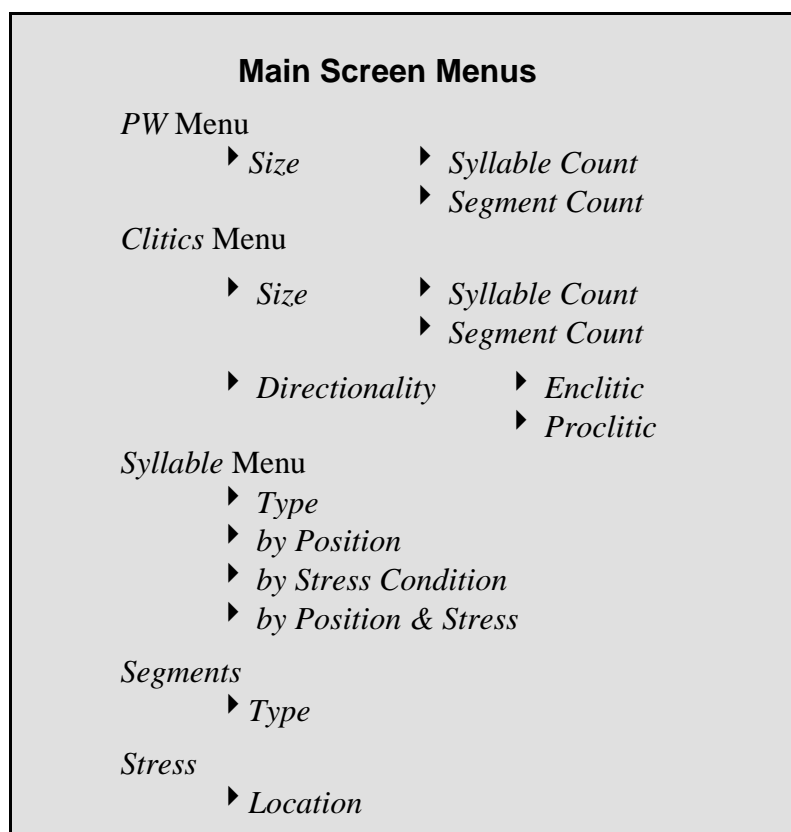 Main Screen Menus
PW Menu
Size Syllable Count
Segment Count
Clitics Menu
Size Syllable Count
Segment Count
Directionality Enclitic
Proclitic
Syllable Menu
Type
by Position
by Stress Condition
by Position & Stress
Segments
Type
Stress
Location